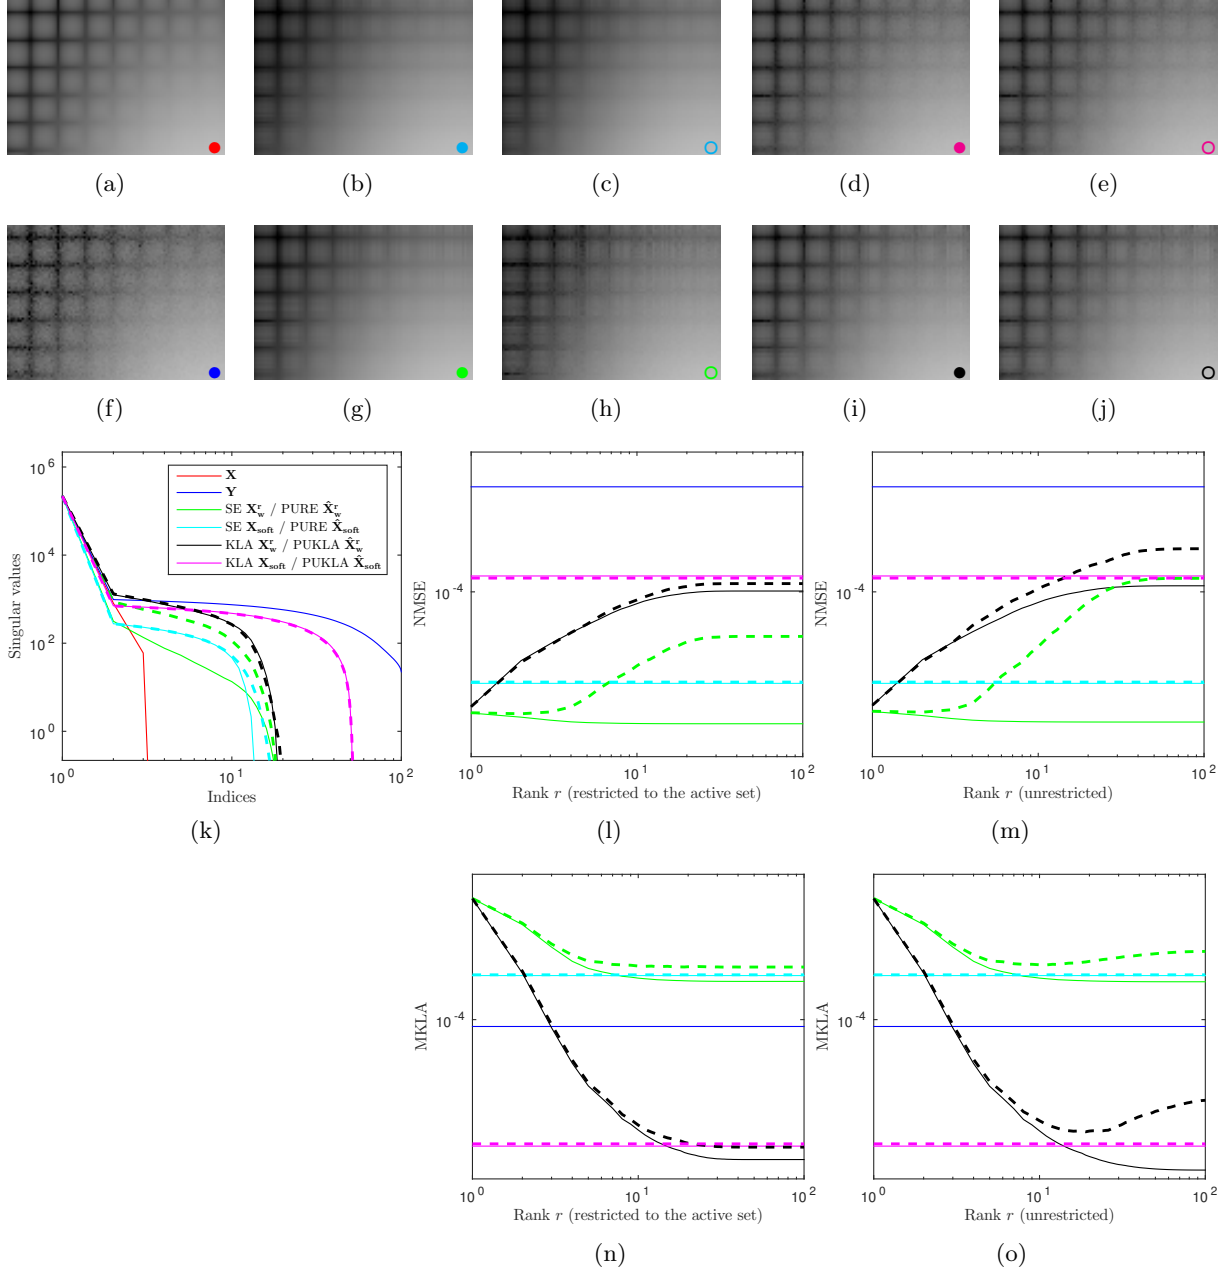 (a) (b) (c) (d) (e)
(f) (g) (h) (i) (j)
10^6
10^4
10^2
10^0
Singular values
X
Y
SE X^r_w / PURE X̂^r_w
SE X_soft / PURE X̂_soft
KLA X^r_w / PUKLA X̂^r_w
KLA X_soft / PUKLA X̂_soft
10^0 10^1 10^2
Indices
(k)
NMSE
10^-4
10^0 10^1 10^2
Rank r (restricted to the active set)
(l)
NMSE
10^-4
10^0 10^1 10^2
Rank r (unrestricted)
(m)
MKLA
10^-4
10^0 10^1 10^2
Rank r (restricted to the active set)
(n)
MKLA
10^-4
10^0 10^1 10^2
Rank r (unrestricted)
(o)